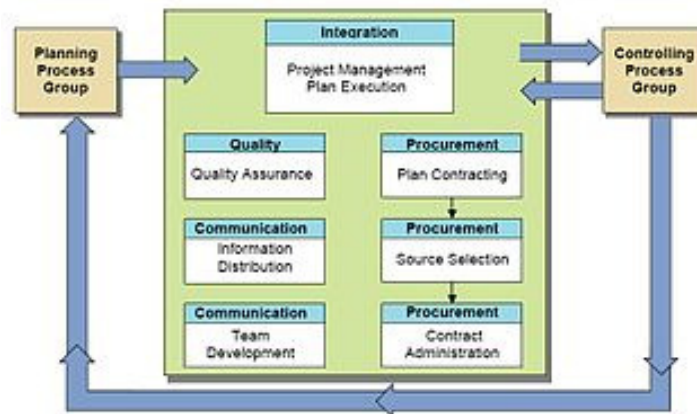 Planning
Process
Group
Integration
Project Management
Plan Execution
Controlling
Process
Group
Quality
Quality Assurance
Procurement
Plan Contracting
Communication
Information
Distribution
Procurement
Source Selection
Communication
Team
Development
Procurement
Contract
Administration